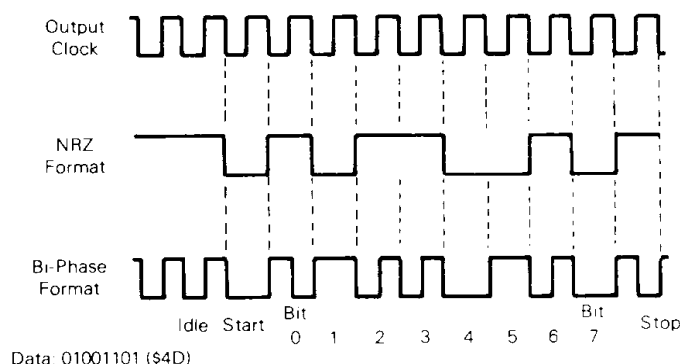 Output
Clock
NRZ
Format
Bi-Phase
Format
Idle Start Bit 0 1 2 3 4 5 6 Bit 7 Stop
Data: 01001101 ($4D)